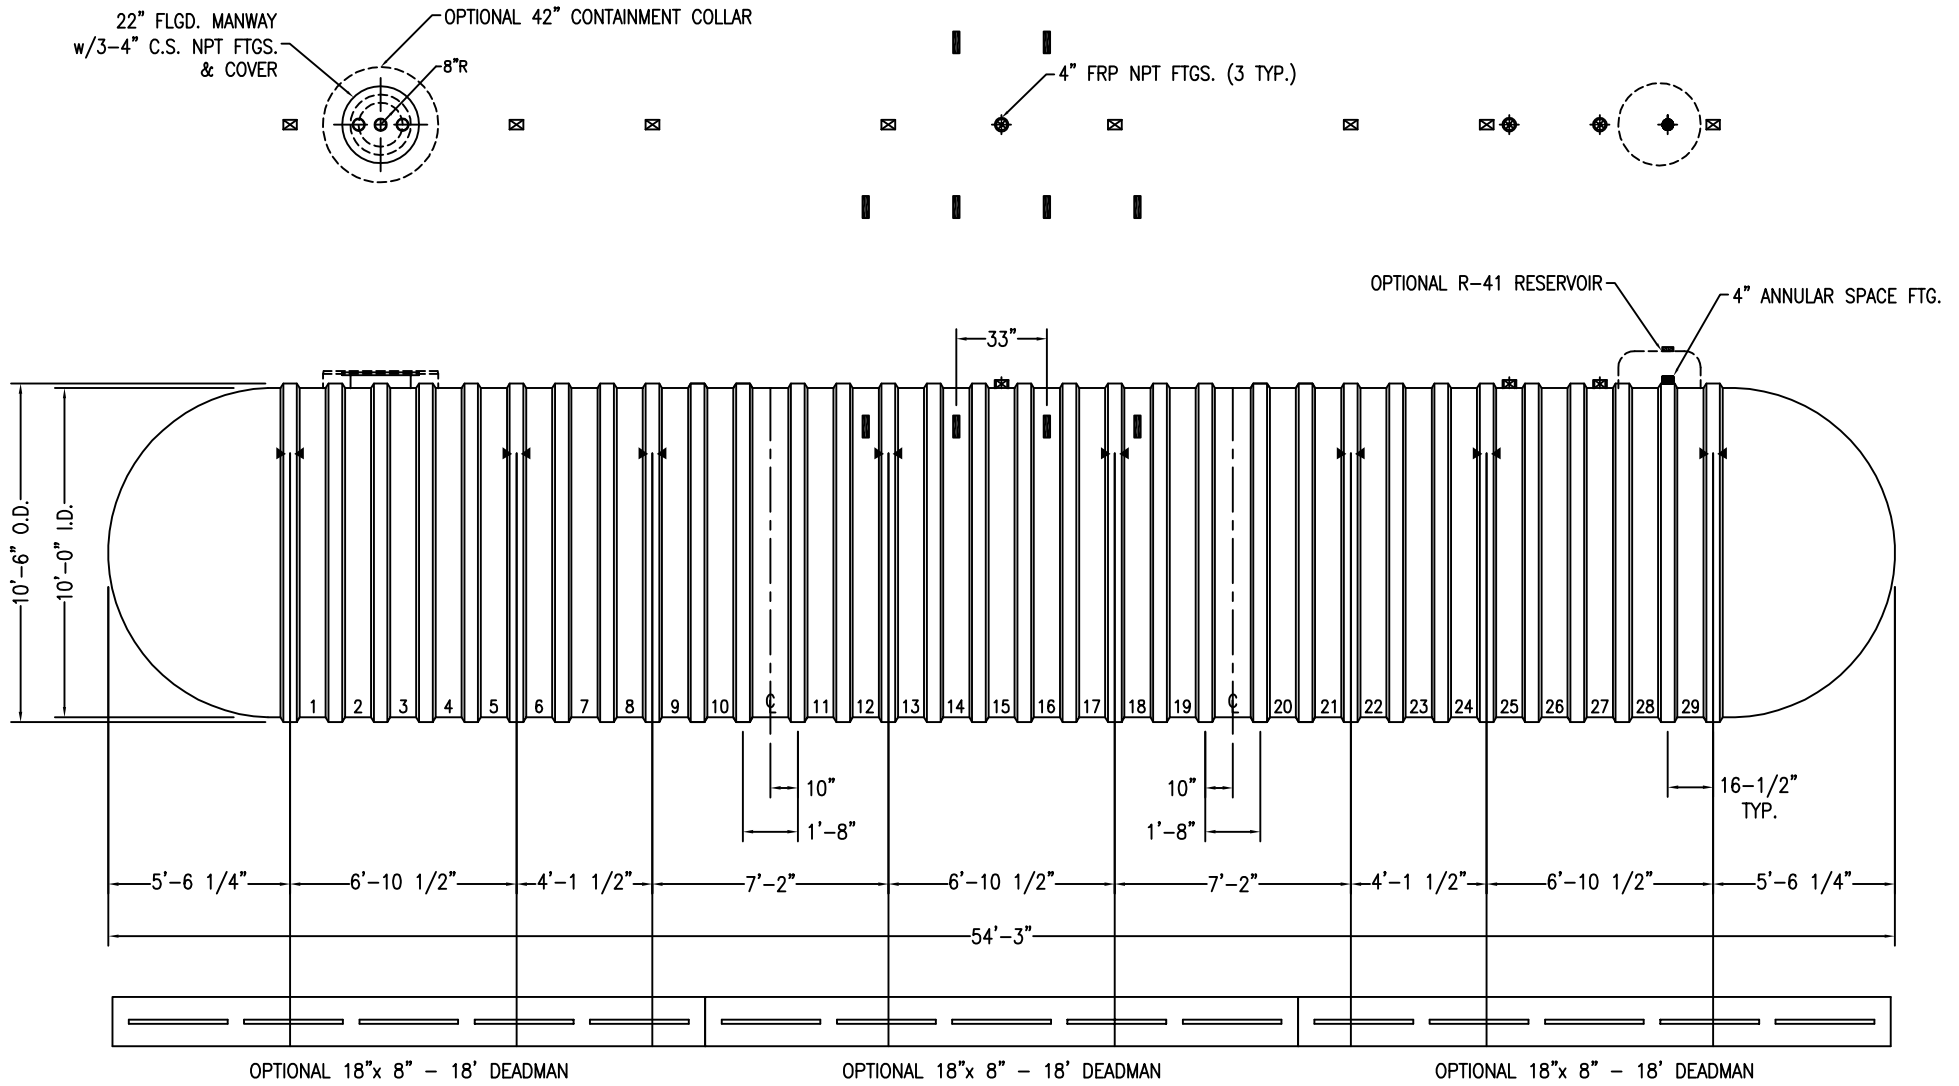 22" FLGD. MANWAY
w/3-4" C.S. NPT FTGS.
& COVER
OPTIONAL 42" CONTAINMENT COLLAR
8"R
4" FRP NPT FTGS. (3 TYP.)
OPTIONAL R-41 RESERVOIR
4" ANNULAR SPACE FTG.
33"
10'-6" O.D.
10'-0" I.D.
1 2 3 4 5 6 7 8 9 10 ℄ 11 12 13 14 15 16 17 18 19 ℄ 20 21 22 23 24 25 26 27 28 29
10" 10" 16-1/2"
TYP.
1'-8" 1'-8"
5'-6 1/4" 6'-10 1/2" 4'-1 1/2" 7'-2" 6'-10 1/2" 7'-2" 4'-1 1/2" 6'-10 1/2" 5'-6 1/4"
54'-3"
OPTIONAL 18"x 8" - 18' DEADMAN OPTIONAL 18"x 8" - 18' DEADMAN OPTIONAL 18"x 8" - 18' DEADMAN